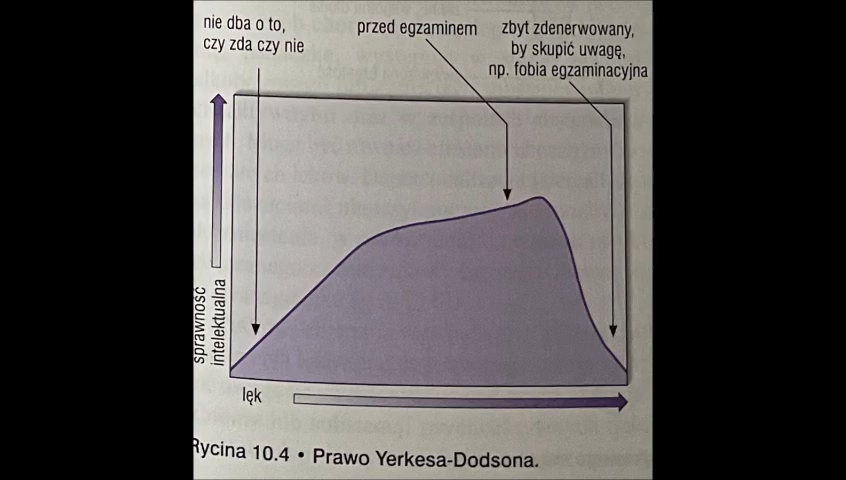 nie dba o to,
czy zda czy nie
przed egzaminem
zbyt zdenerwowany,
by skupić uwagę,
np. fobia egzaminacyjna
sprawność
intelektualna
lęk
Rycina 10.4 • Prawo Yerkesa-Dodsona.